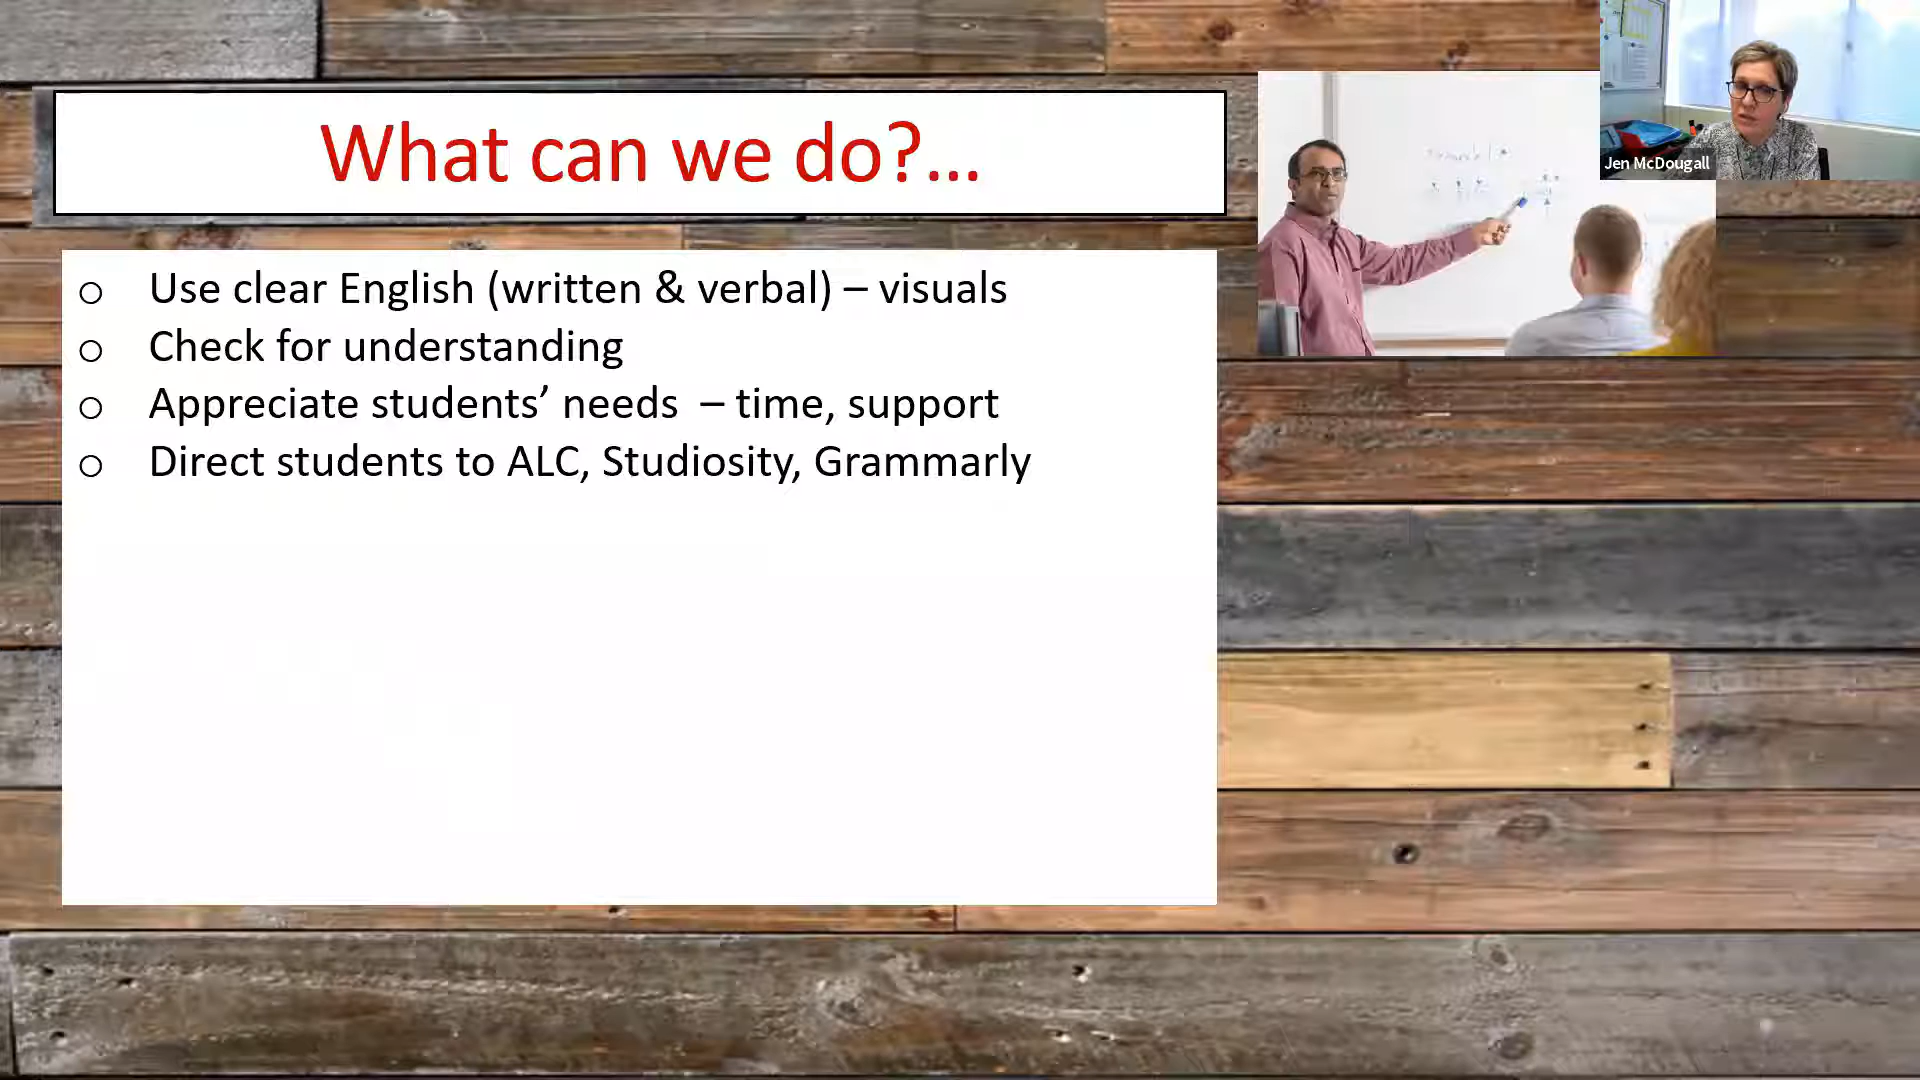 What can we do?...
Jen McDougall
o Use clear English (written & verbal) – visuals
o Check for understanding
o Appreciate students’ needs – time, support
o Direct students to ALC, Studiosity, Grammarly